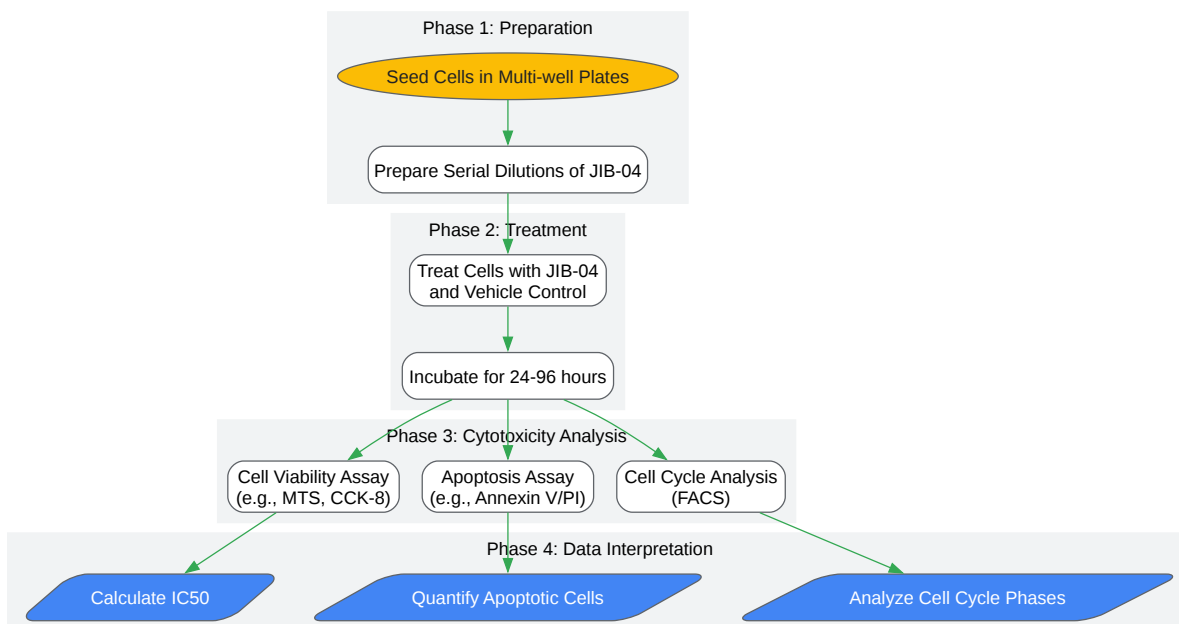 Phase 1: Preparation
Seed Cells in Multi-well Plates
Prepare Serial Dilutions of JIB-04
Phase 2: Treatment
Treat Cells with JIB-04
and Vehicle Control
Incubate for 24-96 hours
Phase 3: Cytotoxicity Analysis
Cell Viability Assay
(e.g., MTS, CCK-8)
Apoptosis Assay
(e.g., Annexin V/PI)
Cell Cycle Analysis
(FACS)
Phase 4: Data Interpretation
Calculate IC50
Quantify Apoptotic Cells
Analyze Cell Cycle Phases